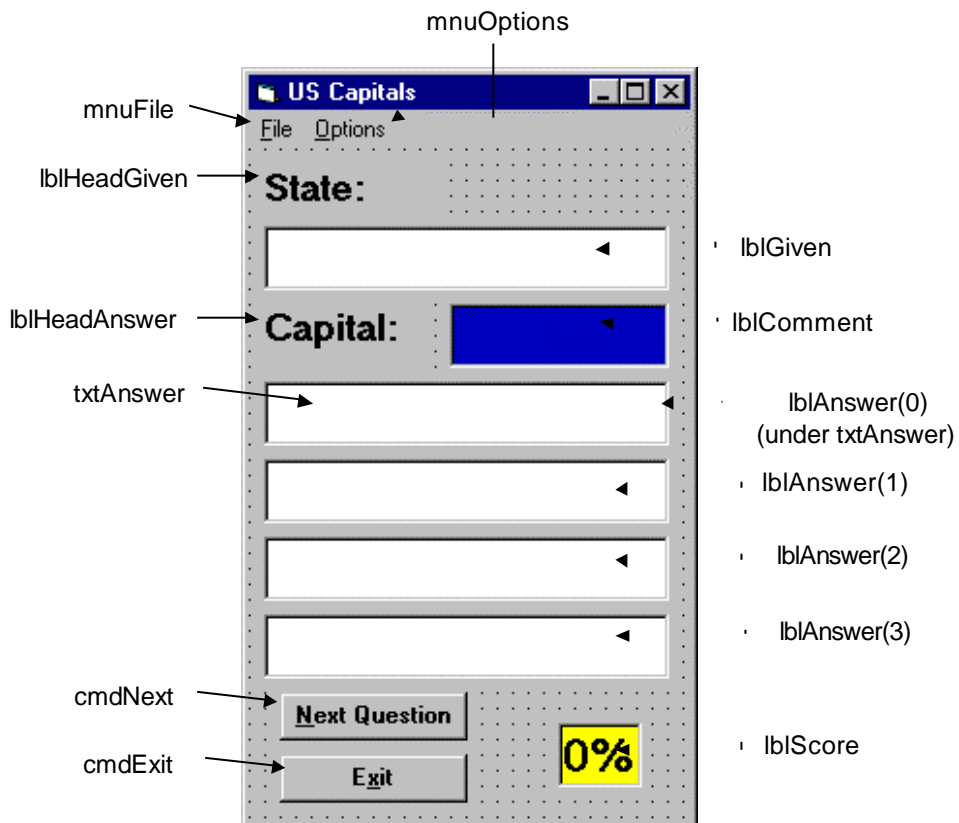 mnuOptions
US Capitals
mnuFile
File Options
lblHeadGiven
State:
lblGiven
lblHeadAnswer
Capital:
lblComment
txtAnswer
lblAnswer(0)
(under txtAnswer)
lblAnswer(1)
lblAnswer(2)
lblAnswer(3)
cmdNext
Next Question
0%
lblScore
cmdExit
Exit